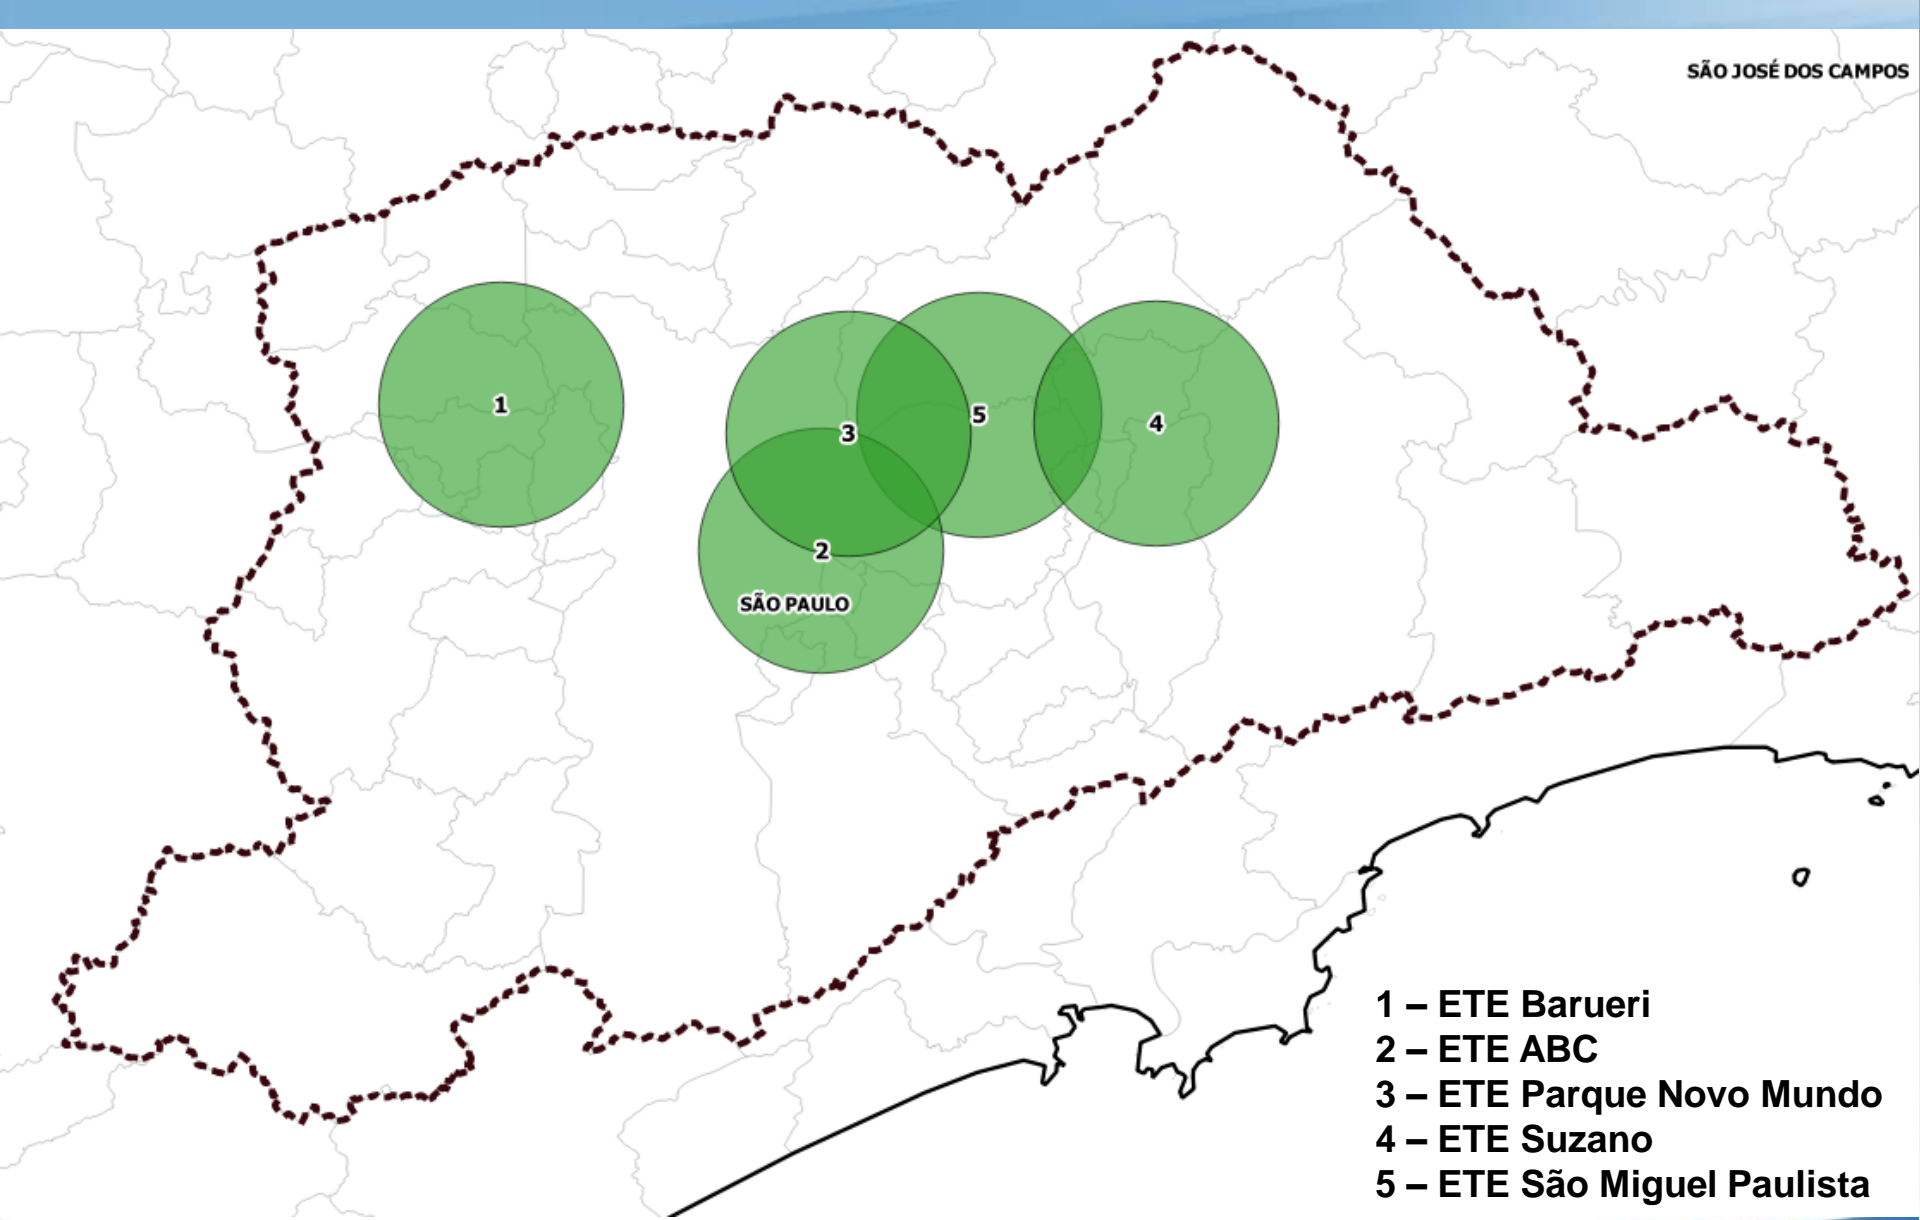 SÃO JOSÉ DOS CAMPOS
1
3
5
4
2
SÃO PAULO
1 – ETE Barueri
2 – ETE ABC
3 – ETE Parque Novo Mundo
4 – ETE Suzano
5 – ETE São Miguel Paulista